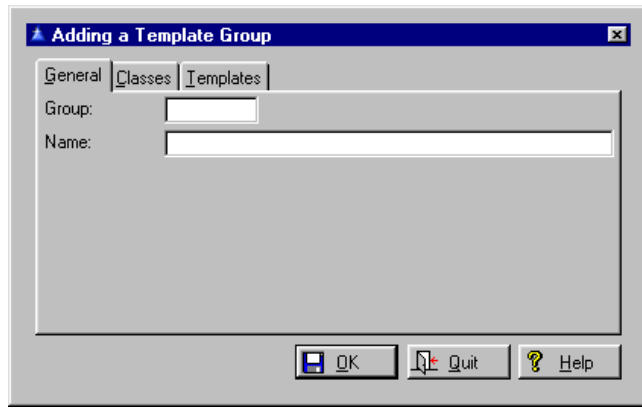 Adding a Template Group
General Classes Templates
Group:
Name:
OK Quit Help